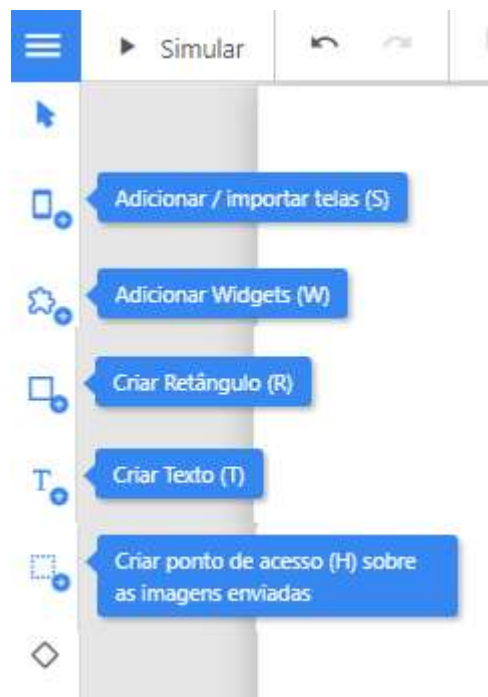 Simular
Adicionar / importar telas (S)
Adicionar Widgets (W)
Criar Retângulo (R)
T
Criar Texto (T)
Criar ponto de acesso (H) sobre
as imagens enviadas